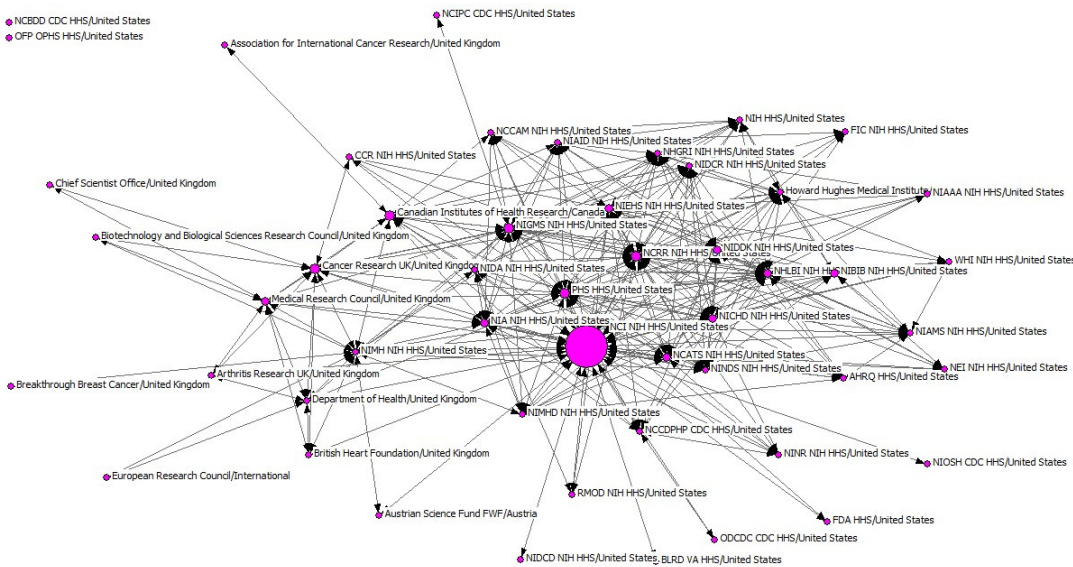 NCIPC CDC HHS/United States
NCBDD CDC HHS/United States
OFP OPHS HHS/United States
Association for International Cancer Research/United Kingdom
NIH HHS/United States
NCCAM NIH HHS/United States
FIC NIH HHS/United States
NIAID NIH HHS/United States
NHGRI NIH HHS/United States
CCR NIH HHS/United States
NIDCR NIH HHS/United States
Chief Scientist Office/United Kingdom
Howard Hughes Medical Institute/
NIAAA NIH HHS/United States
NIEHS NIH HHS/United States
Canadian Institutes of Health Research/Canada
NIGMS NIH HHS/United States
Biotechnology and Biological Sciences Research Council/United Kingdom
NIDDK NIH HHS/United States
NCRR NIH HHS/United States
WHI NIH HHS/United States
Cancer Research UK/United Kingdom
NIDA NIH HHS/United States
NHLBI NIH
NIBIB NIH HHS/United States
PHS HHS/United States
Medical Research Council/United Kingdom
NICHD NIH HHS/United States
NIA NIH HHS/United States
NCI NIH HHS/United States
NIAMS NIH HHS/United States
NIMH NIH HHS/United States
NCATS NIH HHS/United States
NINDS NIH HHS/United States
NEI NIH HHS/United States
Arthritis Research UK/United Kingdom
AHRQ HHS/United States
Breakthrough Breast Cancer/United Kingdom
Department of Health/United Kingdom
NIMHD NIH HHS/United States
NCCDPHP CDC HHS/United States
British Heart Foundation/United Kingdom
NINR NIH HHS/United States
NIOSH CDC HHS/United States
European Research Council/International
RMOD NIH HHS/United States
Austrian Science Fund FWF/Austria
FDA HHS/United States
ODCDC CDC HHS/United States
NIDCD NIH HHS/United States
BLRD VA HHS/United States